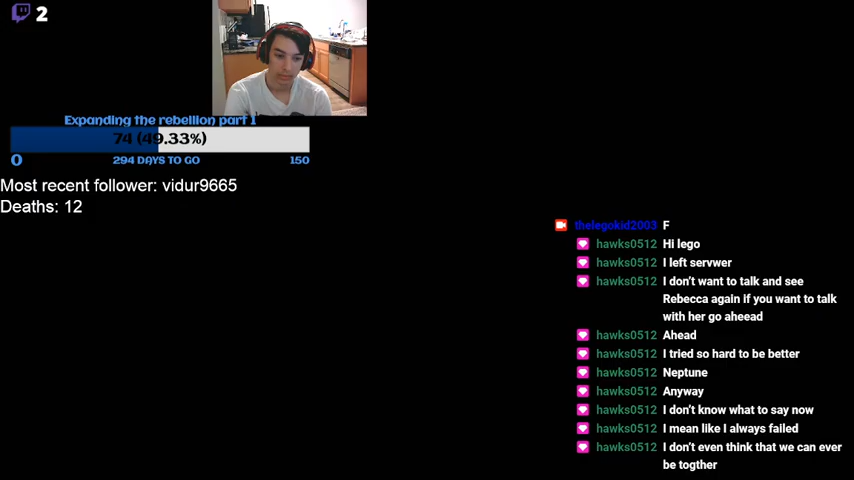 2
Expanding the rebellion part 1
74 (49.33%)
0
294 DAYS TO GO
150
Most recent follower: vidur9665
Deaths: 12
thelegokid2003 F
hawks0512 Hi lego
hawks0512 I left servwer
hawks0512 I don't want to talk and see
Rebecca again if you want to talk
with her go aheead
hawks0512 Ahead
hawks0512 I tried so hard to be better
hawks0512 Neptune
hawks0512 Anyway
hawks0512 I don't know what to say now
hawks0512 I mean like I always failed
hawks0512 I don't even think that we can ever
be togther